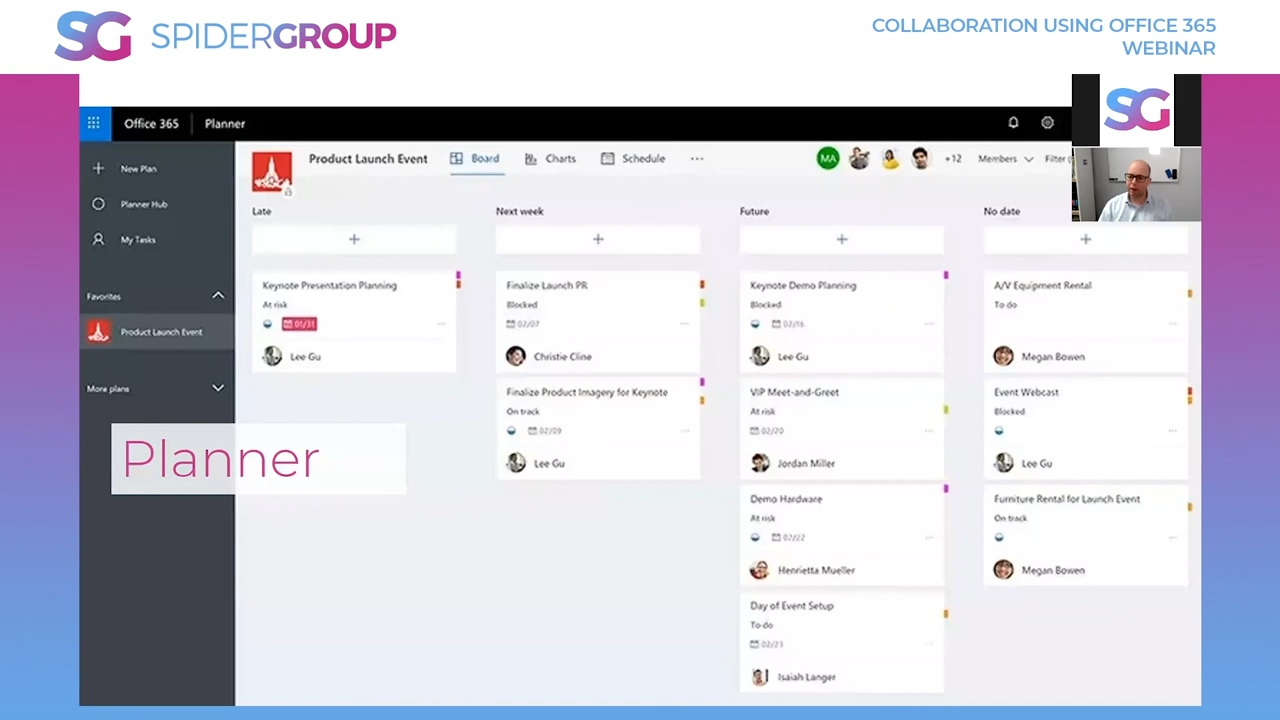 SG SPIDERGROUP
COLLABORATION USING OFFICE 365
WEBINAR
SG
Office 365
Planner
New Plan
Planner Hub
My Tasks
Favorites
Product Launch Event
More plans
Planner
Product Launch Event
Board
Charts
Schedule
MA
+12
Members
Filter
Late
Keynote Presentation Planning
At risk
01/31
Lee Gu
Next week
Finalize Launch PR
Blocked
02/07
Christie Cline
Finalize Product Imagery for Keynote
On track
02/09
Lee Gu
Future
Keynote Demo Planning
Blocked
02/16
Lee Gu
VIP Meet-and-Greet
At risk
02/20
Jordan Miller
Demo Hardware
At risk
02/22
Henrietta Mueller
Day of Event Setup
To do
02/23
Isaiah Langer
No date
A/V Equipment Rental
To do
Megan Bowen
Event Webcast
Blocked
Lee Gu
Furniture Rental for Launch Event
On track
Megan Bowen